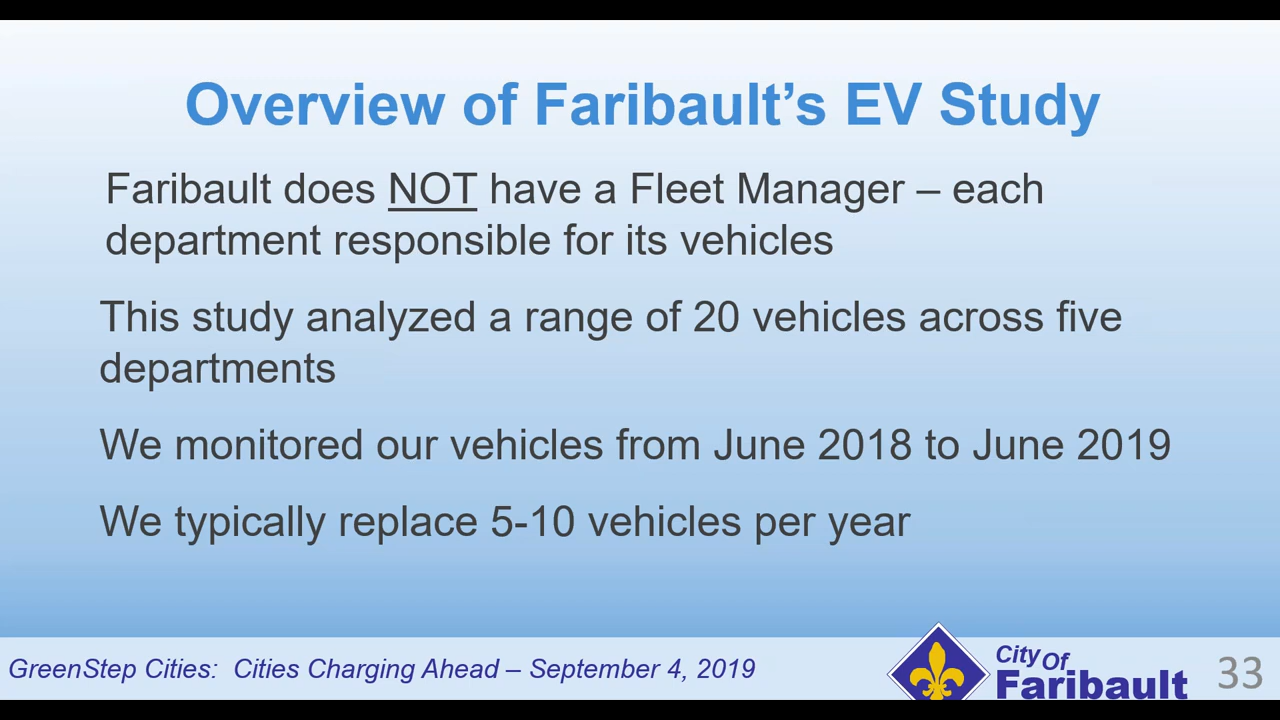 Overview of Faribault’s EV Study
Faribault does NOT have a Fleet Manager – each
department responsible for its vehicles
This study analyzed a range of 20 vehicles across five
departments
We monitored our vehicles from June 2018 to June 2019
We typically replace 5-10 vehicles per year
GreenStep Cities: Cities Charging Ahead – September 4, 2019
City Of
Faribault
33